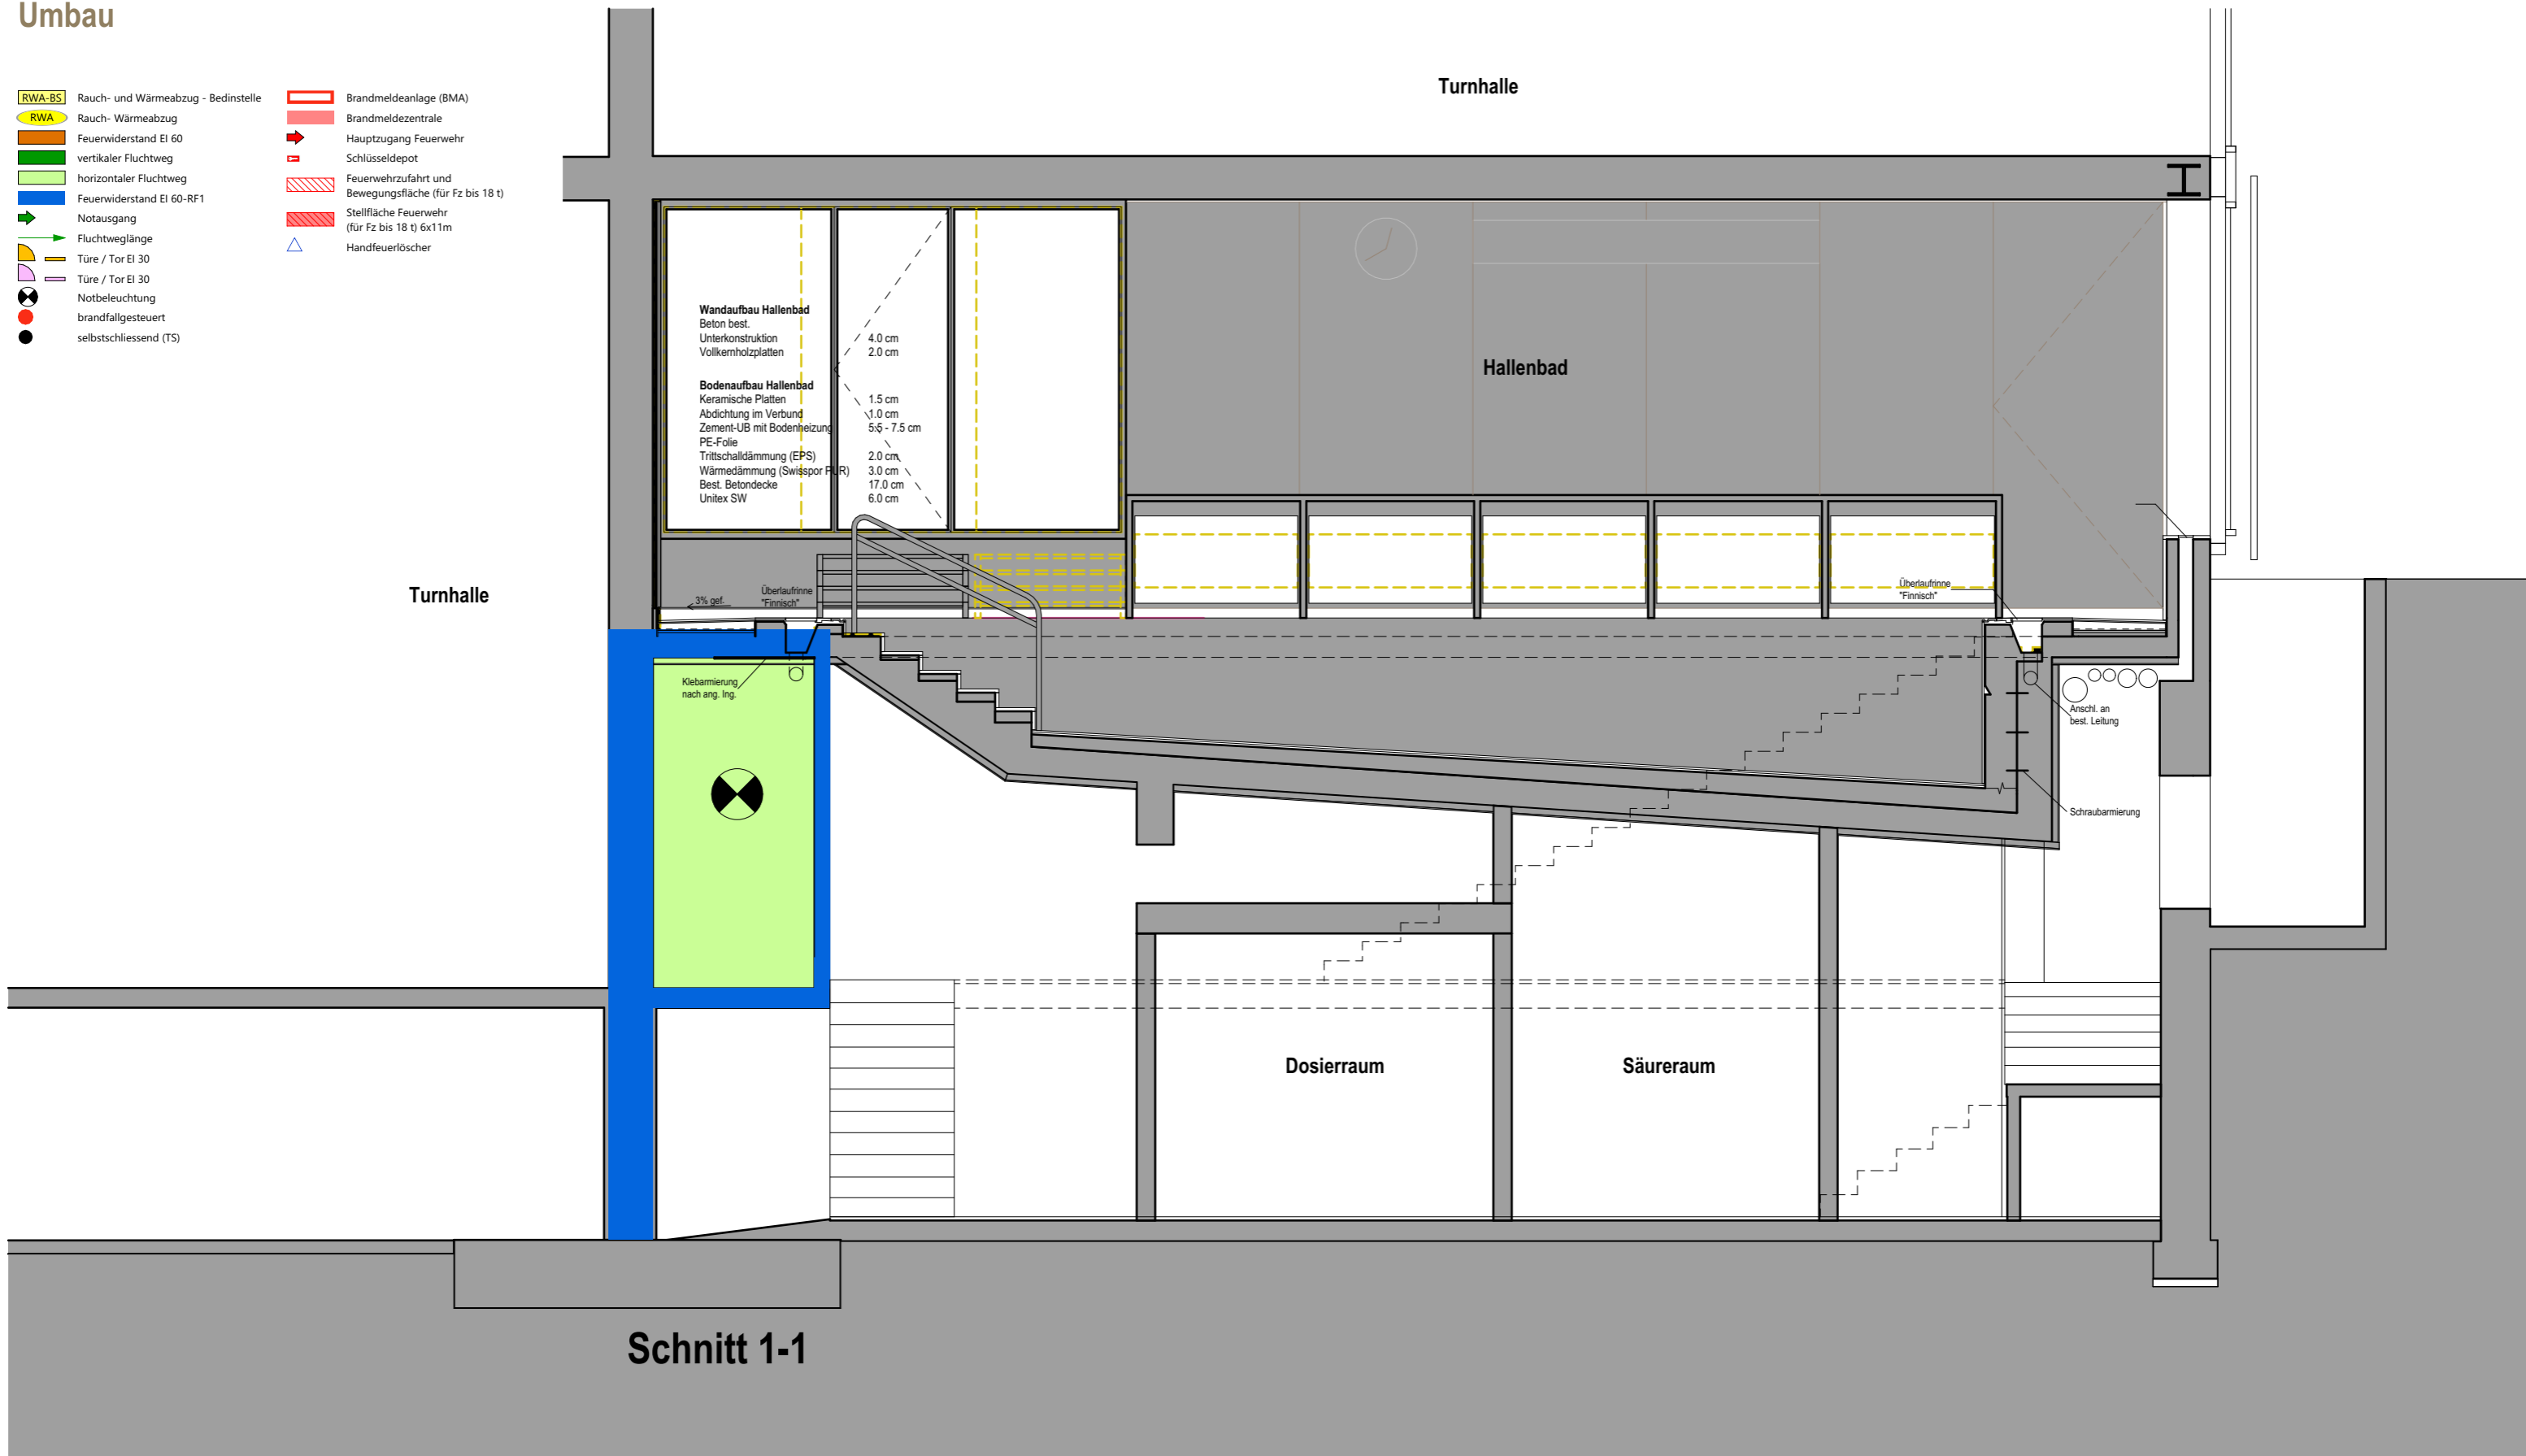 Umbau
RWA-BS Rauch- und Wärmeabzug - Bedinstelle
RWA Rauch- Wärmeabzug
Feuerwiderstand EI 60
vertikaler Fluchtweg
horizontaler Fluchtweg
Feuerwiderstand EI 60-RF1
Notausgang
Fluchtweglänge
Türe / Tor EI 30
Türe / Tor EI 30
Notbeleuchtung
brandfallgesteuert
selbstschliessend (TS)
Brandmeldeanlage (BMA)
Brandmeldezentrale
Hauptzugang Feuerwehr
Schlüsseldepot
Feuerwehrzufahrt und
Bewegungsfläche (für Fz bis 18 t)
Stellfläche Feuerwehr
(für Fz bis 18 t) 6x11m
Handfeuerlöscher
Turnhalle
Wandaufbau Hallenbad
Beton best.
Unterkonstruktion 4.0 cm
Vollkernholzplatten 2.0 cm
Bodenaufbau Hallenbad
Keramische Platten 1.5 cm
Abdichtung im Verbund 1.0 cm
Zement-UB mit Bodenheizung 5.5 - 7.5 cm
PE-Folie
Trittschalldämmung (EPS) 2.0 cm
Wärmedämmung (Swisspor PUR) 3.0 cm
Best. Betondecke 17.0 cm
Unitex SW 6.0 cm
Hallenbad
Turnhalle
3% gef.
Überlaufrinne
"Finnisch"
Überlaufrinne
"Finnisch"
Klebarmierung
nach ang. Ing.
Anschl. an
best. Leitung
Schraubarmierung
Dosierraum
Säureraum
Schnitt 1-1